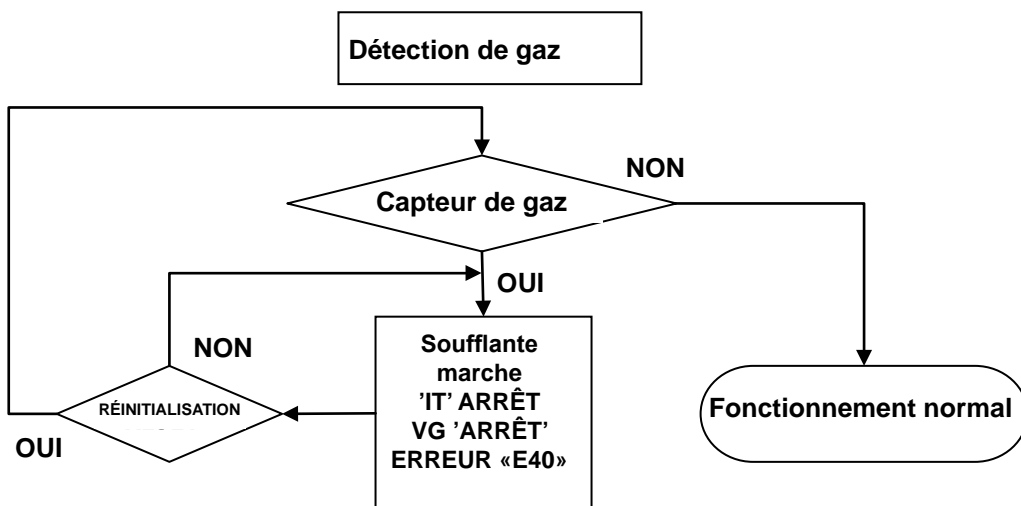 Détection de gaz
NON
Capteur de gaz
OUI
Soufflante
marche
’IT’ ARRÊT
VG ’ARRÊT’
ERREUR «E40»
NON
RÉINITIALISATION
OUI
Fonctionnement normal